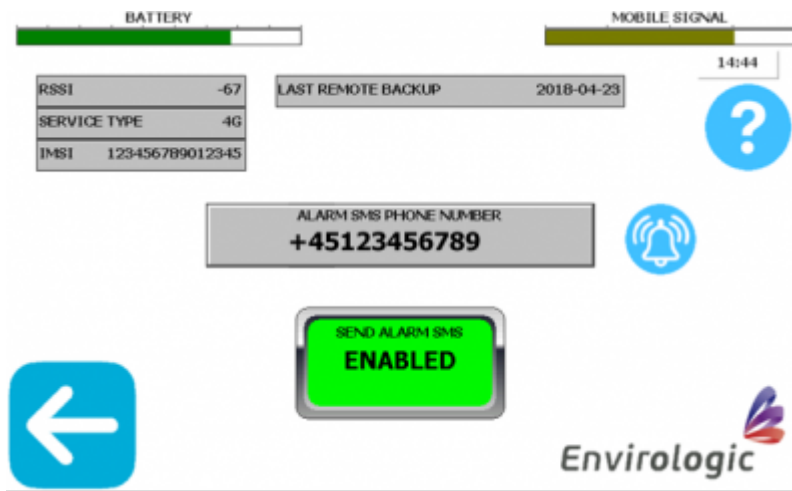 BATTERY
MOBILE SIGNAL
14:44
RSSI -67
LAST REMOTE BACKUP 2018-04-23
SERVICE TYPE 4G
IMSI 123456789012345
?
ALARM SMS PHONE NUMBER
+45123456789
SEND ALARM SMS
ENABLED
Envirologic